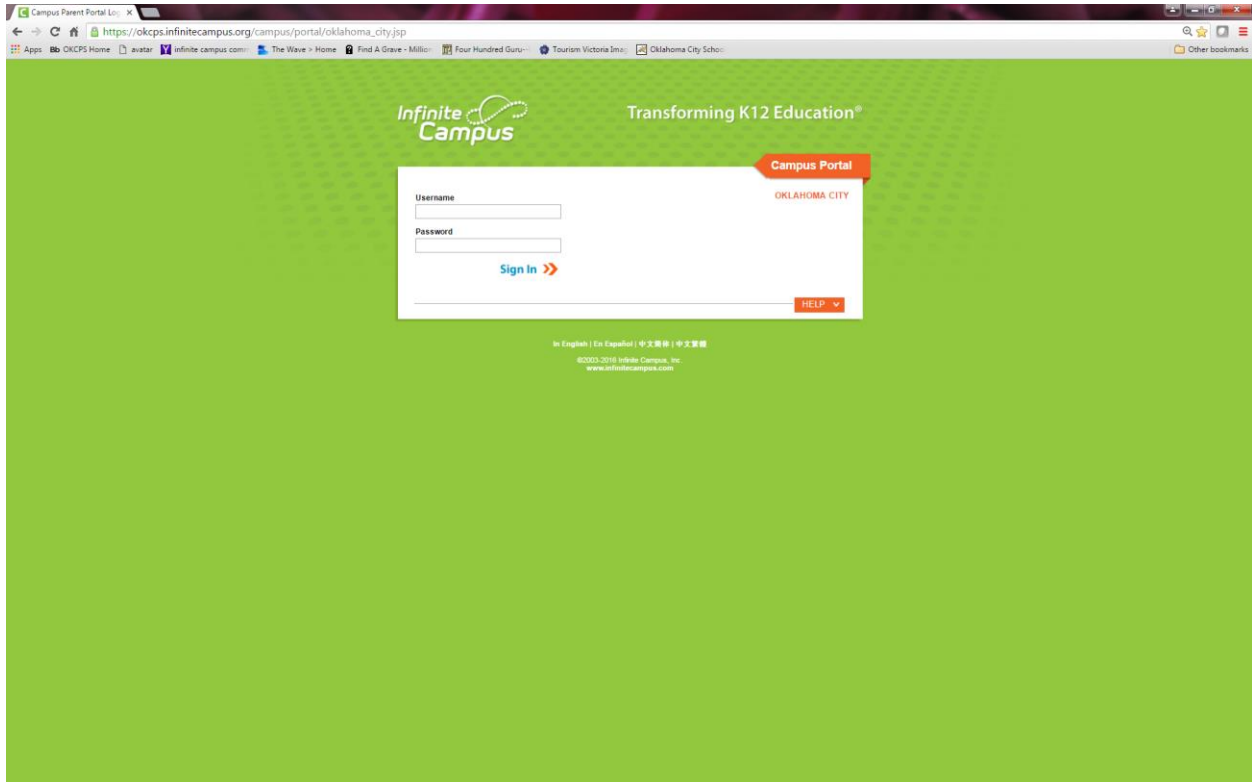 Campus Parent Portal Log
https://okcps.infinitecampus.org/campus/portal/oklahoma_city.jsp
Apps Bb OKCPS Home avatar infinite campus comm The Wave > Home Find A Grave - Million Four Hundred Guru- Tourism Victoria Imag Oklahoma City Schoo Other bookmarks
Infinite Campus
Transforming K12 Education®
Campus Portal
OKLAHOMA CITY
Username
Password
Sign In
HELP
In English | En Español | 中文简体 | 中文繁體
©2003-2016 Infinite Campus, Inc.
www.infinitecampus.com